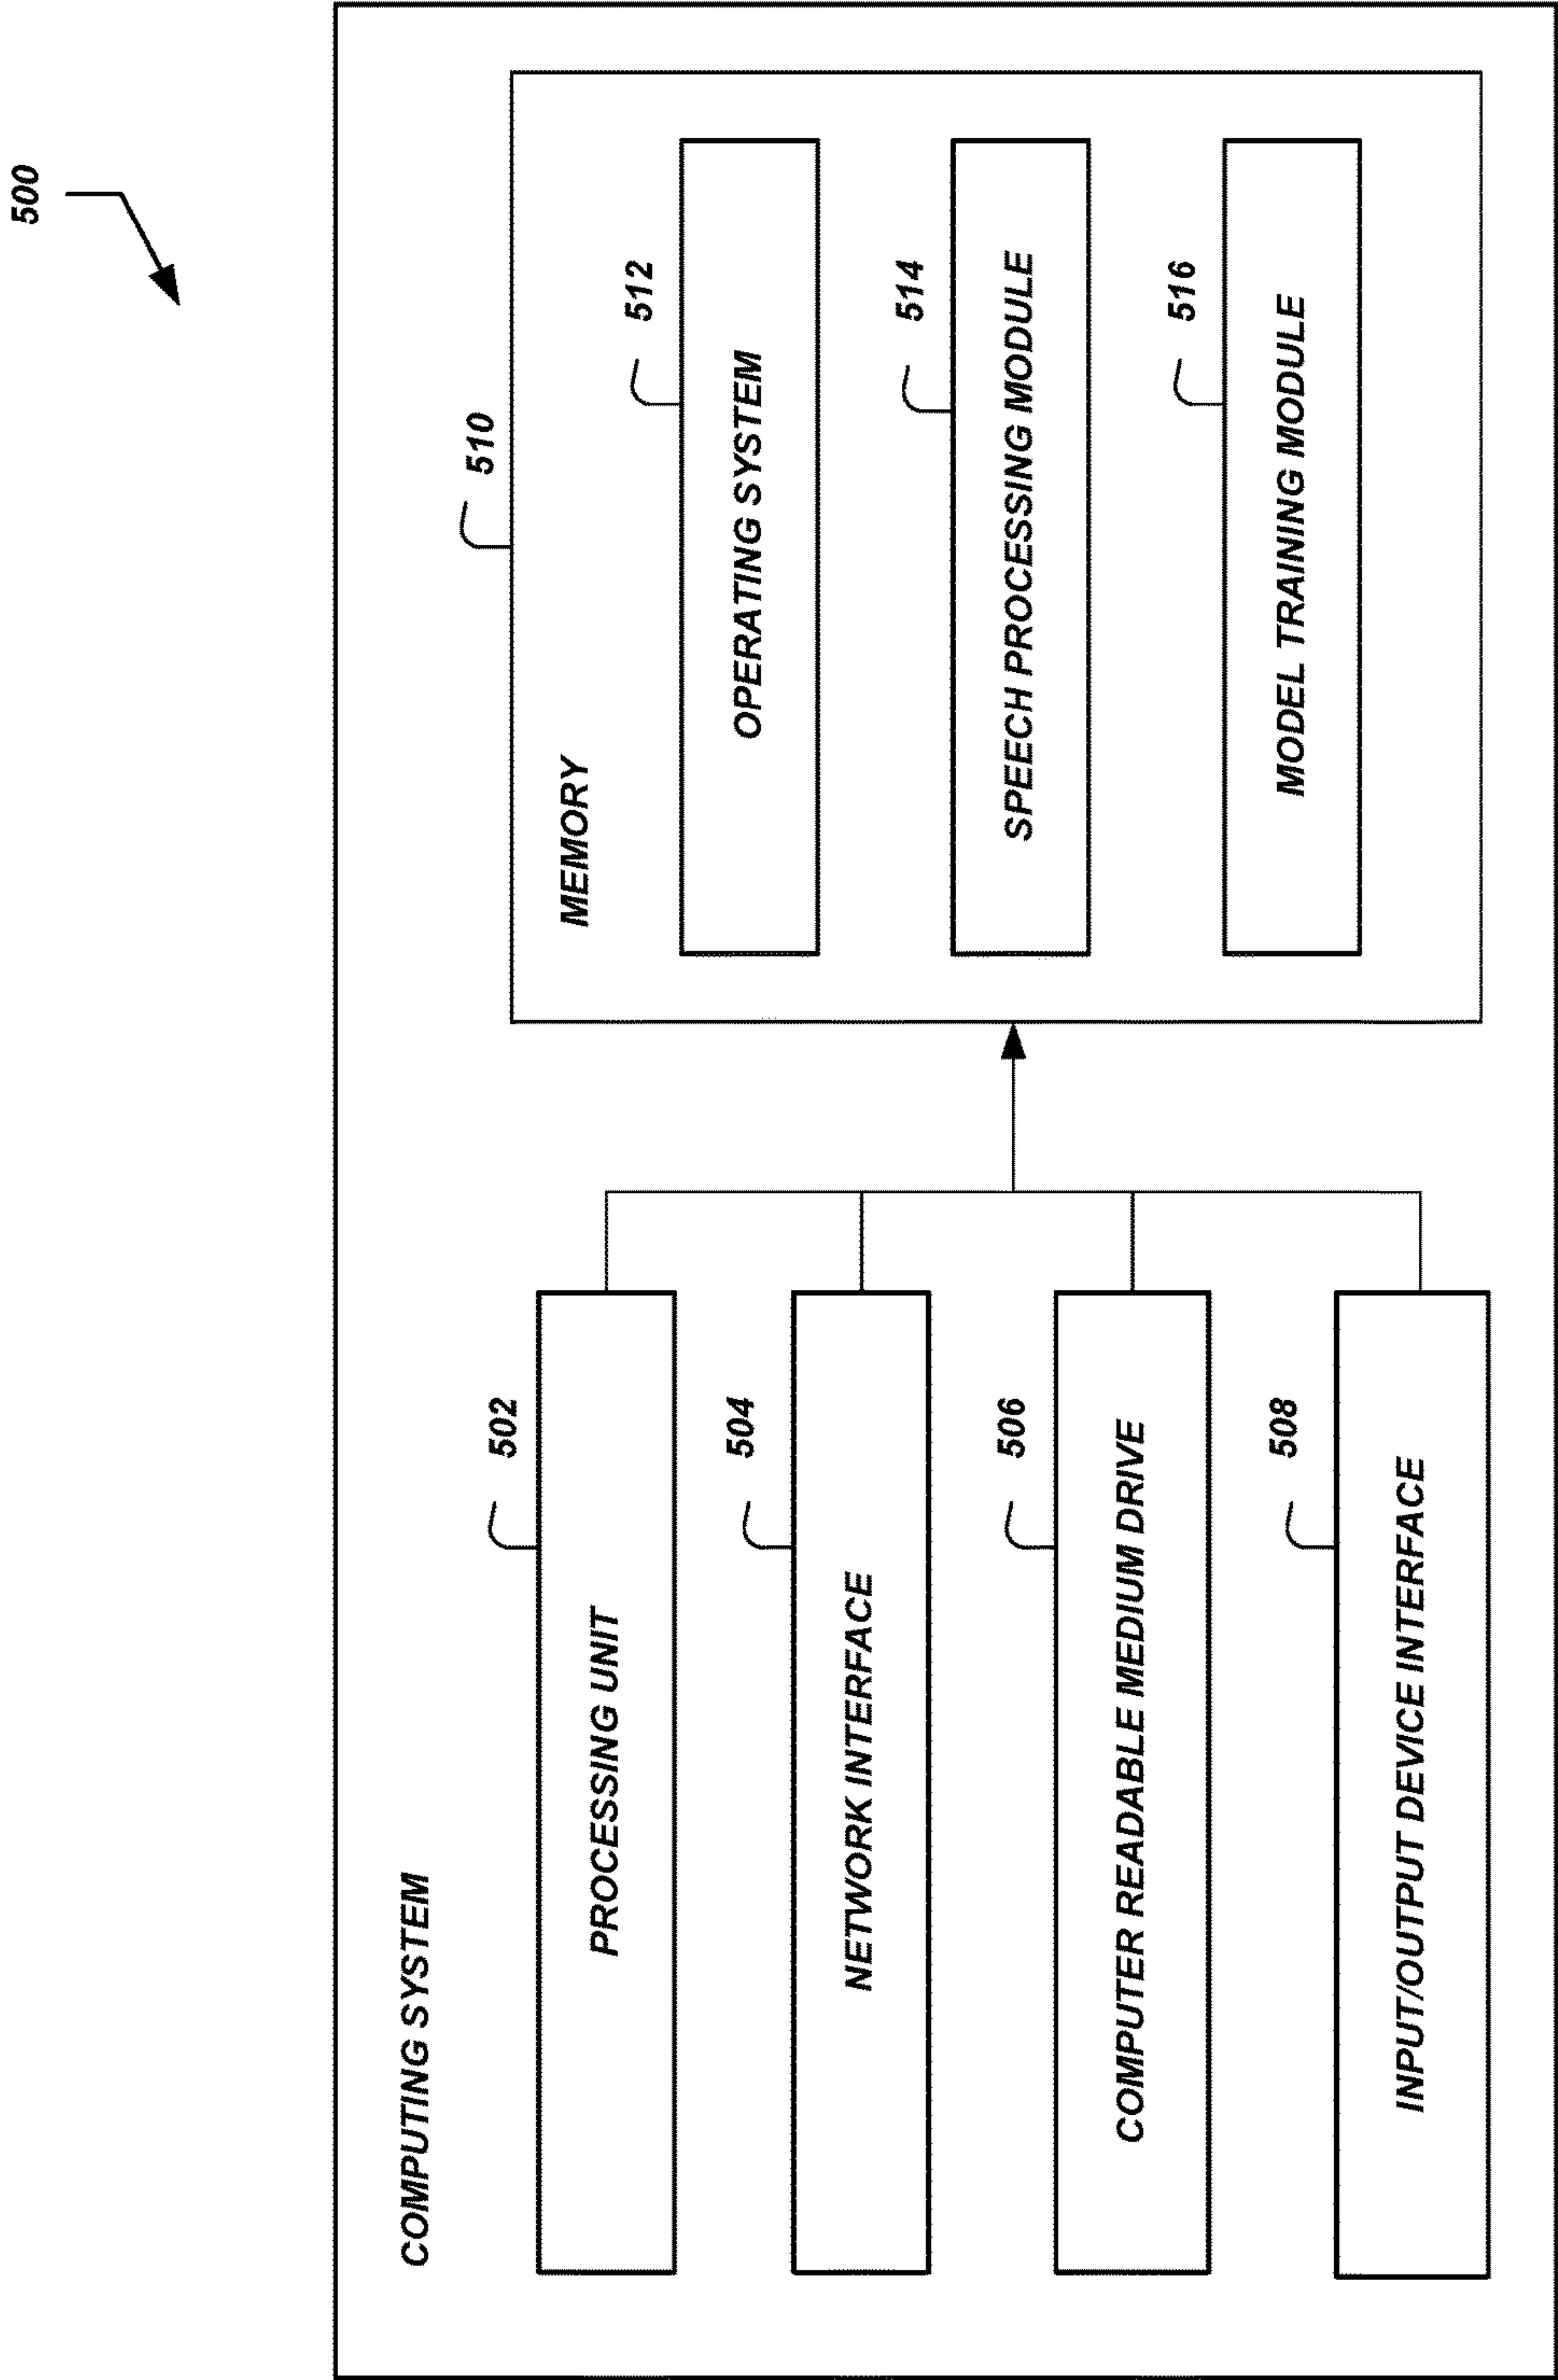 500
COMPUTING SYSTEM
502
PROCESSING UNIT
504
NETWORK INTERFACE
506
COMPUTER READABLE MEDIUM DRIVE
508
INPUT/OUTPUT DEVICE INTERFACE
510
MEMORY
512
OPERATING SYSTEM
514
SPEECH PROCESSING MODULE
516
MODEL TRAINING MODULE